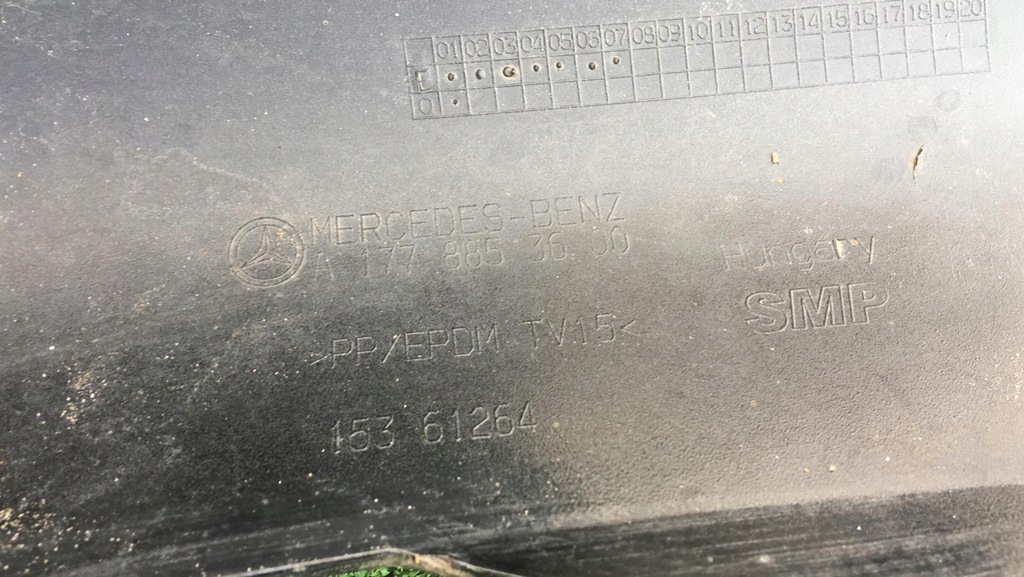 01 02 03 04 05 06 07 08 09 10 11 12 13 14 15 16 17 18 19 20
O
MERCEDES-BENZ
A 177 885 36 00
Hungary
SMP
>PP/EPDM TV15<
153 61264